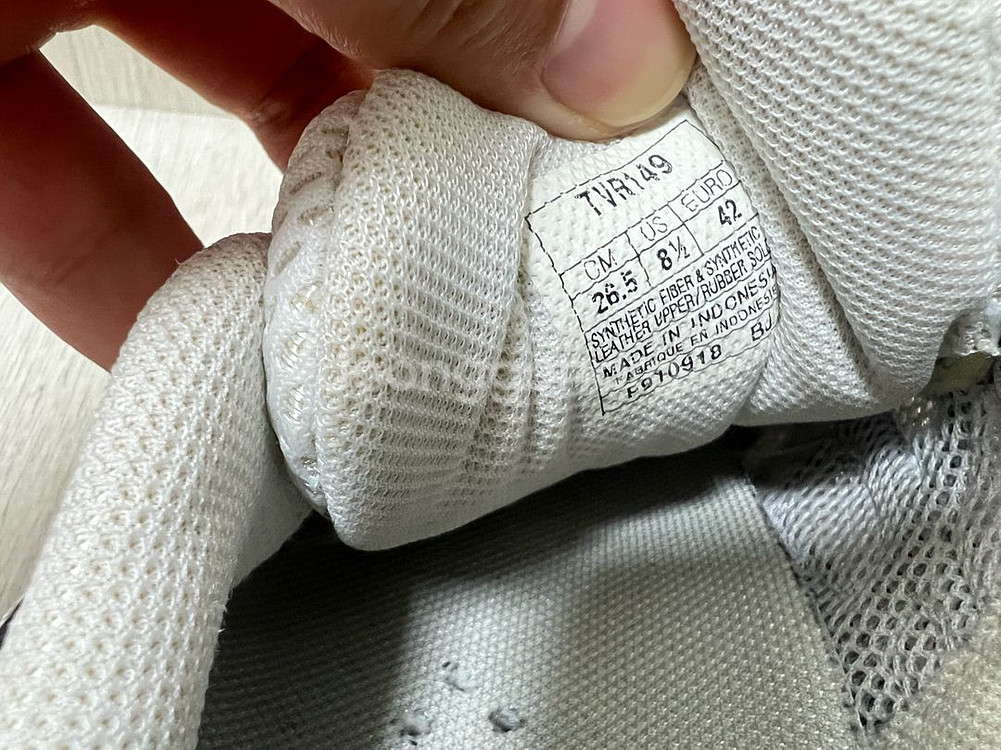 TVR149
CM US EURO
26.5 8½ 42
SYNTHETIC FIBER & SYNTHETIC
LEATHER UPPER/RUBBER SOLE
MADE IN INDONESIA
FABRIQUE EN INDONESIE
F910918 BJ